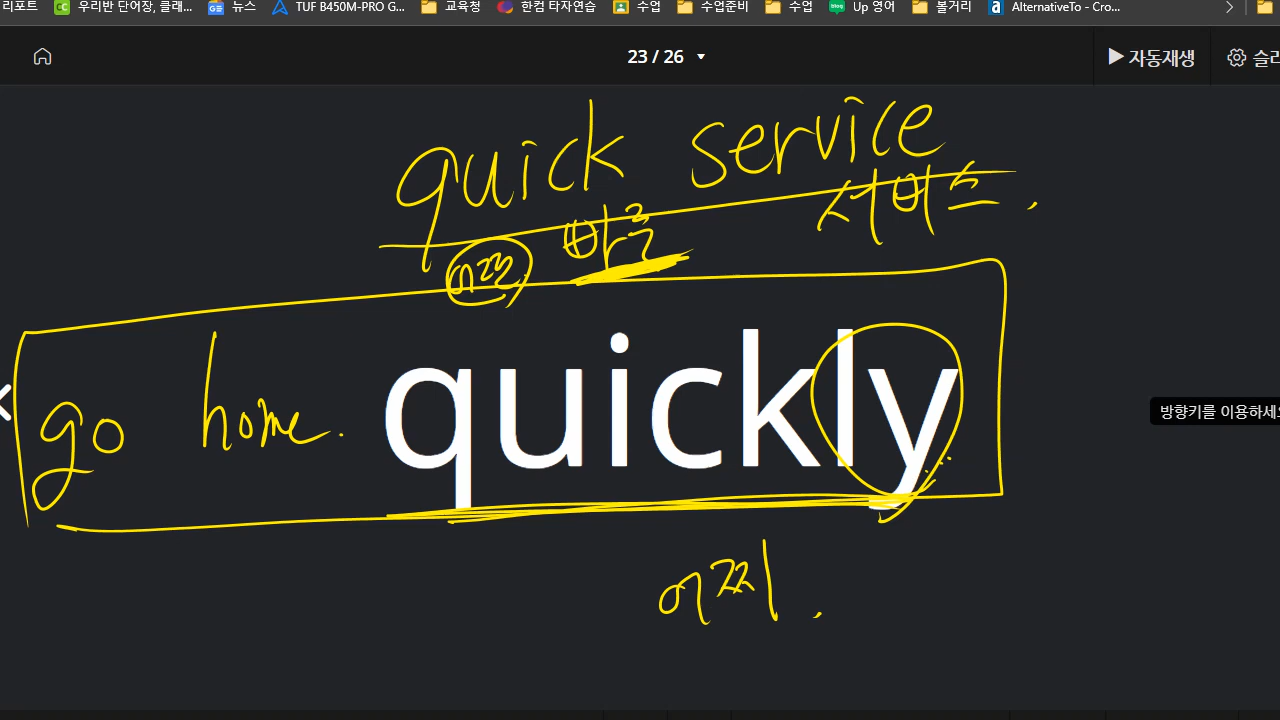 리포트 우리반 단어장, 클래... 뉴스 TUF B450M-PRO G... 교육청 한컴 타자연습 수업 수업준비 수업 Up 영어 볼거리 AlternativeTo - Cro...
23 / 26 자동재생 슬라
quick service
서비스.
go home. quickly
방향키를 이용하세요
어찌.